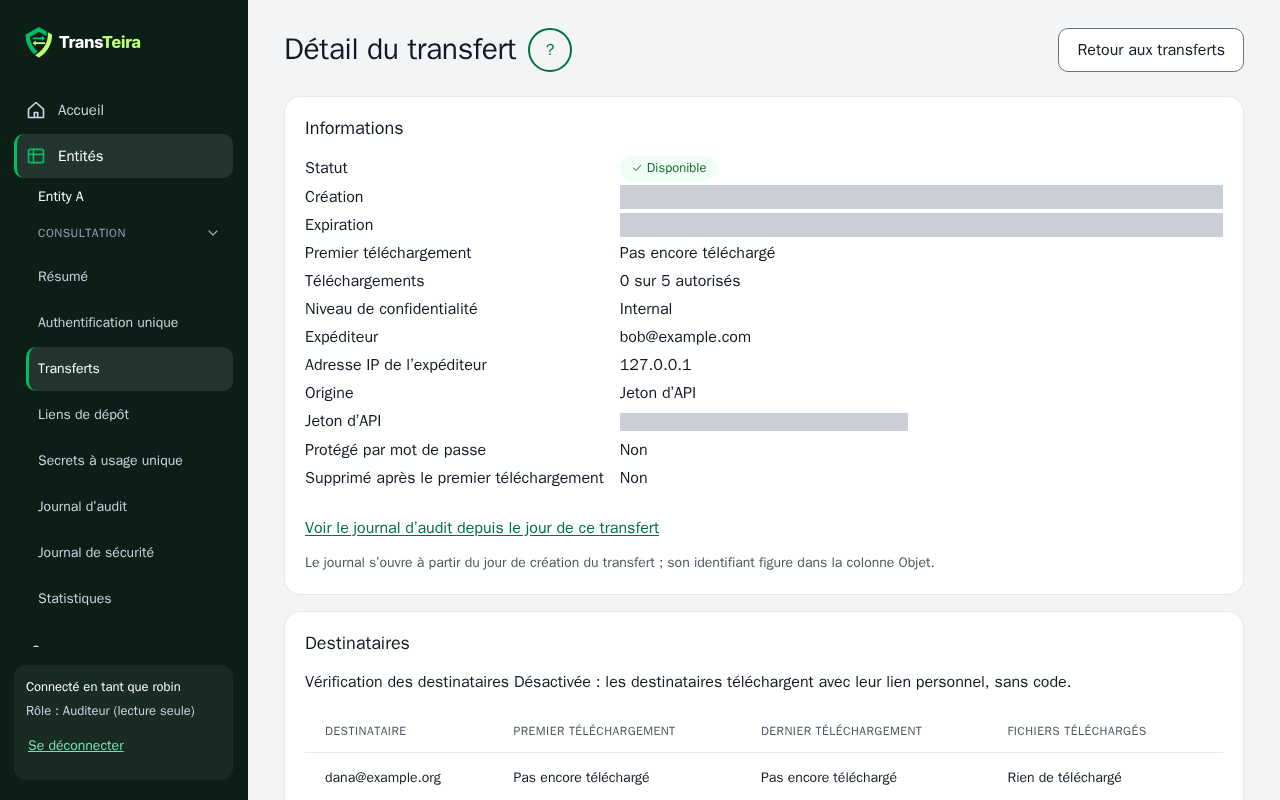 TransTeira
Accueil
Entités
Entity A
CONSULTATION
Résumé
Authentification unique
Transferts
Liens de dépôt
Secrets à usage unique
Journal d'audit
Journal de sécurité
Statistiques
Connecté en tant que robin
Rôle : Auditeur (lecture seule)
Se déconnecter
Détail du transfert ?
Retour aux transferts
Informations
Statut Disponible
Création
Expiration
Premier téléchargement Pas encore téléchargé
Téléchargements 0 sur 5 autorisés
Niveau de confidentialité Internal
Expéditeur bob@example.com
Adresse IP de l'expéditeur 127.0.0.1
Origine Jeton d'API
Jeton d'API
Protégé par mot de passe Non
Supprimé après le premier téléchargement Non
Voir le journal d'audit depuis le jour de ce transfert
Le journal s'ouvre à partir du jour de création du transfert ; son identifiant figure dans la colonne Objet.
Destinataires
Vérification des destinataires Désactivée : les destinataires téléchargent avec leur lien personnel, sans code.
DESTINATAIRE PREMIER TÉLÉCHARGEMENT DERNIER TÉLÉCHARGEMENT FICHIERS TÉLÉCHARGÉS
dana@example.org Pas encore téléchargé Pas encore téléchargé Rien de téléchargé